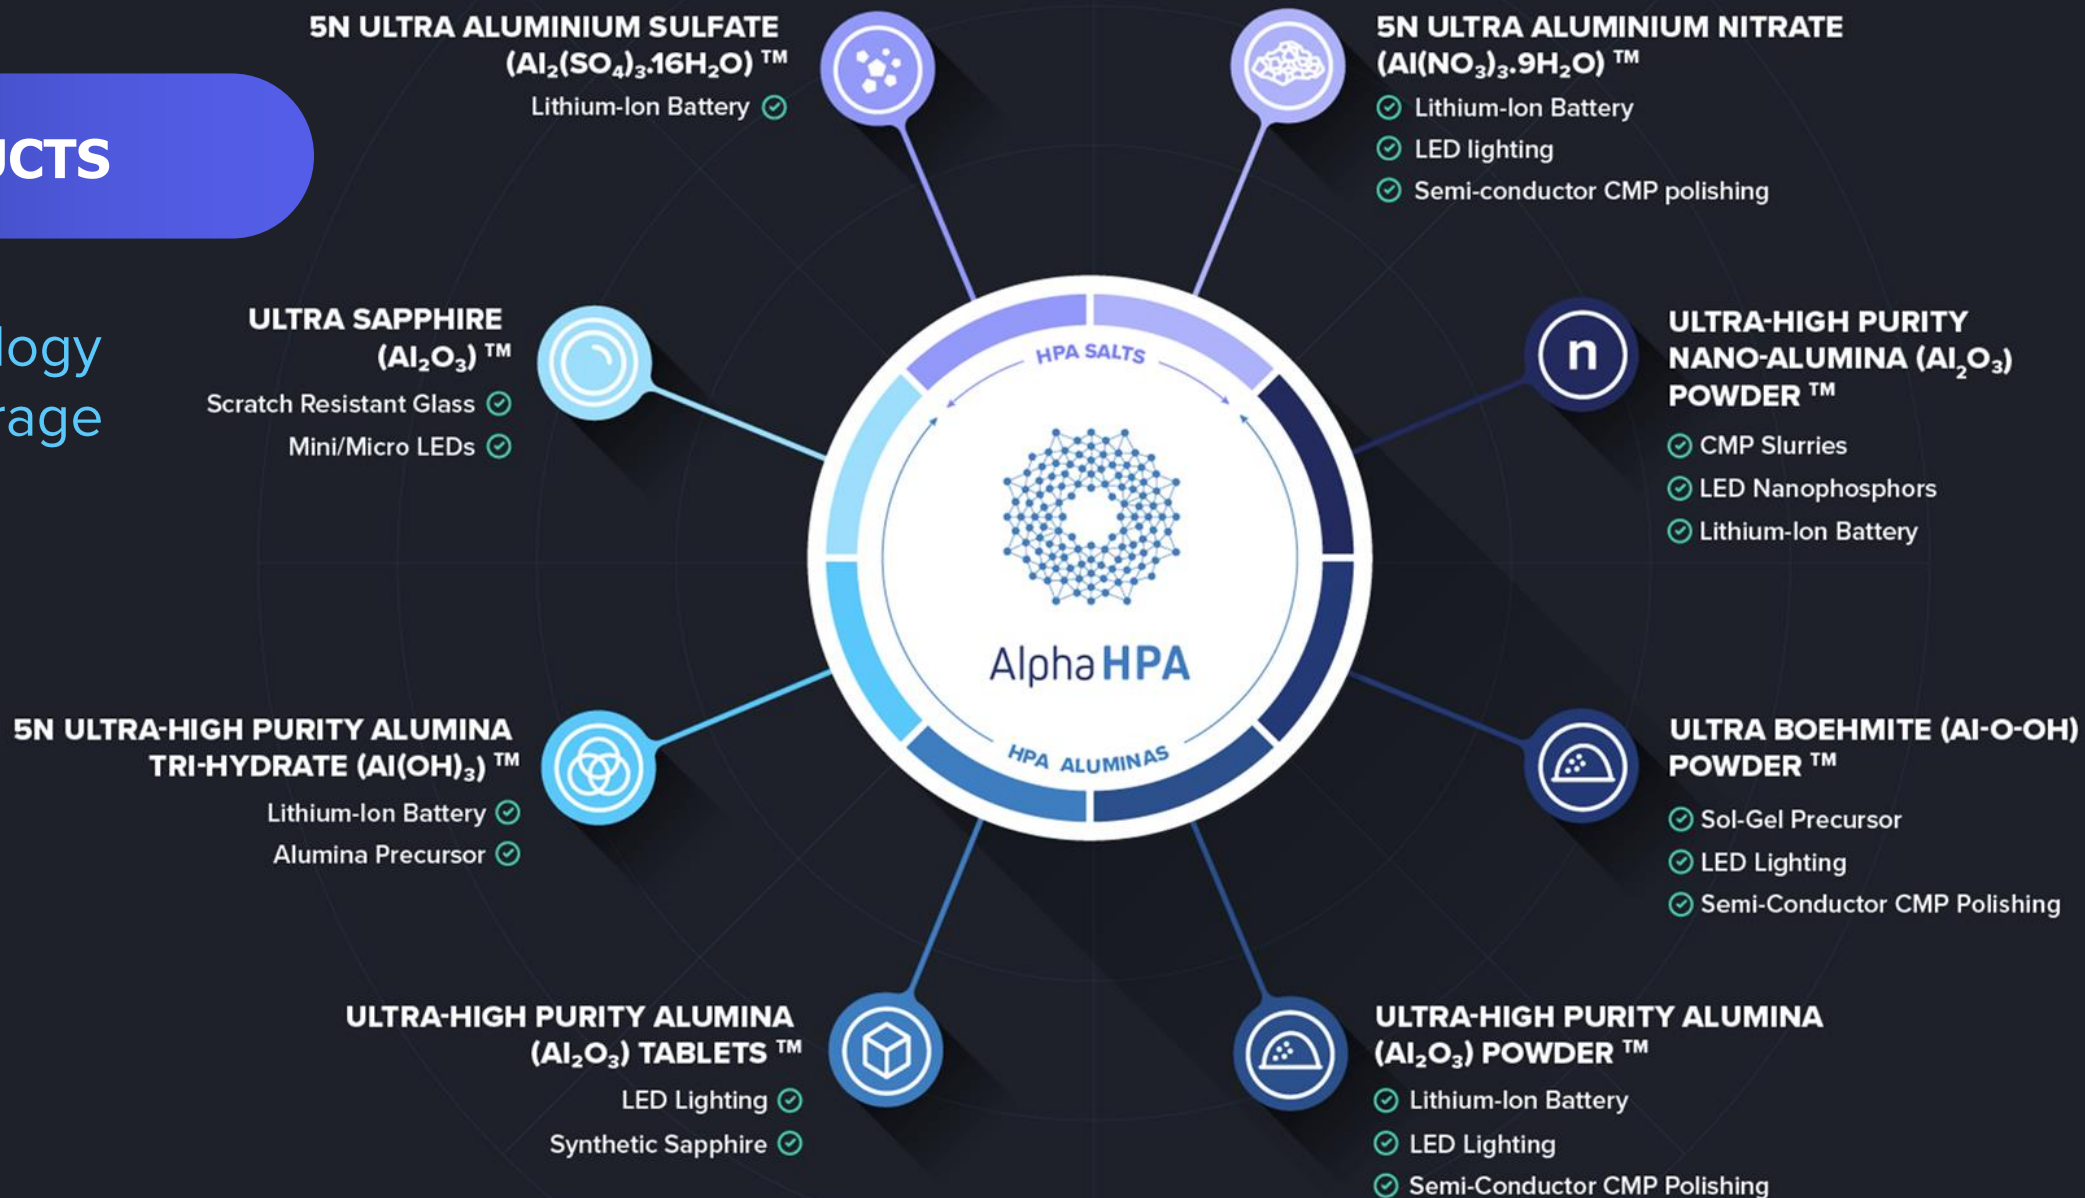 UCTS
logy
rage
5N ULTRA ALUMINIUM SULFATE
(Al₂(SO₄)₃.16H₂O) ™
Lithium-Ion Battery
5N ULTRA ALUMINIUM NITRATE
(Al(NO₃)₃.9H₂O) ™
Lithium-Ion Battery
LED lighting
Semi-conductor CMP polishing
ULTRA SAPPHIRE
(Al₂O₃) ™
Scratch Resistant Glass
Mini/Micro LEDs
ULTRA-HIGH PURITY
NANO-ALUMINA (Al₂O₃)
POWDER ™
CMP Slurries
LED Nanophosphors
Lithium-Ion Battery
n
HPA SALTS
Alpha HPA
HPA ALUMINAS
5N ULTRA-HIGH PURITY ALUMINA
TRI-HYDRATE (Al(OH)₃) ™
Lithium-Ion Battery
Alumina Precursor
ULTRA BOEHMITE (Al-O-OH)
POWDER ™
Sol-Gel Precursor
LED Lighting
Semi-Conductor CMP Polishing
ULTRA-HIGH PURITY ALUMINA
(Al₂O₃) TABLETS ™
LED Lighting
Synthetic Sapphire
ULTRA-HIGH PURITY ALUMINA
(Al₂O₃) POWDER ™
Lithium-Ion Battery
LED Lighting
Semi-Conductor CMP Polishing